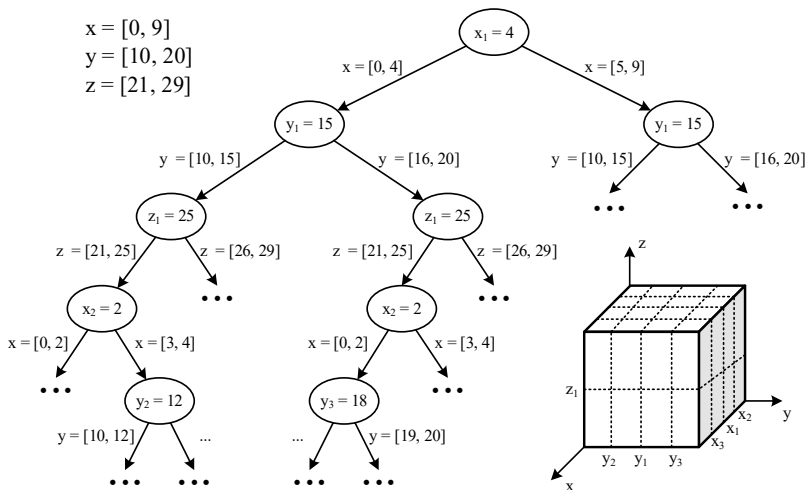 x = [0, 9]
y = [10, 20]
z = [21, 29]
x₁ = 4
x = [0, 4]
x = [5, 9]
y₁ = 15
y₁ = 15
y = [10, 15]
y = [16, 20]
y = [10, 15]
y = [16, 20]
z₁ = 25
z₁ = 25
z = [21, 25]
z = [26, 29]
z = [21, 25]
z = [26, 29]
x₂ = 2
x₂ = 2
x = [0, 2]
x = [3, 4]
x = [0, 2]
x = [3, 4]
y₂ = 12
y₃ = 18
y = [10, 12]
...
...
y = [19, 20]
z
z₁
y₂
y₁
y₃
x₃
x₁
x₂
y
x